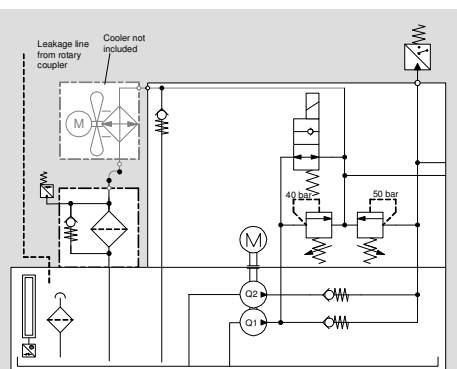 Leakage line
from rotary
coupler
Cooler not
included
M
40 bar
50 bar
M
Q2
Q1